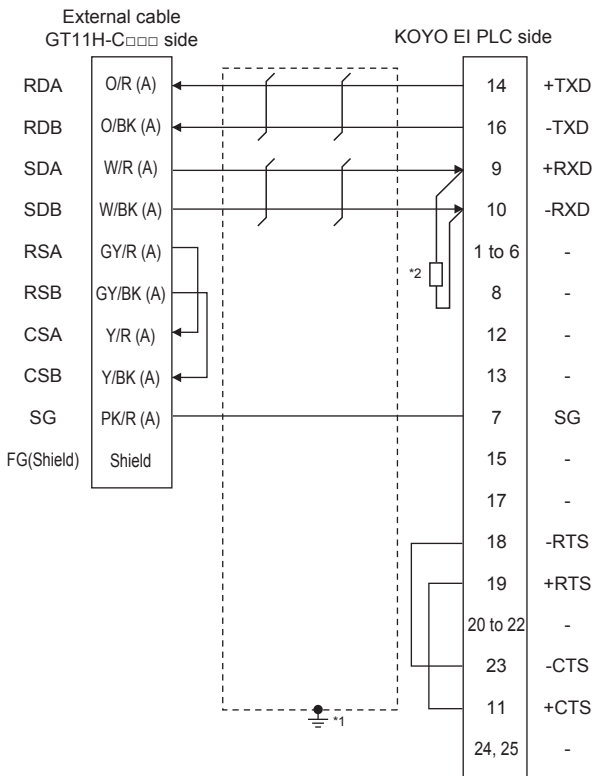 External cable
GT11H-C□□□ side
KOYO EI PLC side
RDA O/R (A) 14 +TXD
RDB O/BK (A) 16 -TXD
SDA W/R (A) 9 +RXD
SDB W/BK (A) 10 -RXD
RSA GY/R (A) 1 to 6 -
*2
RSB GY/BK (A) 8 -
CSA Y/R (A) 12 -
CSB Y/BK (A) 13 -
SG PK/R (A) 7 SG
FG(Shield) Shield 15 -
17 -
18 -RTS
19 +RTS
20 to 22 -
23 -CTS
11 +CTS
*1
24, 25 -